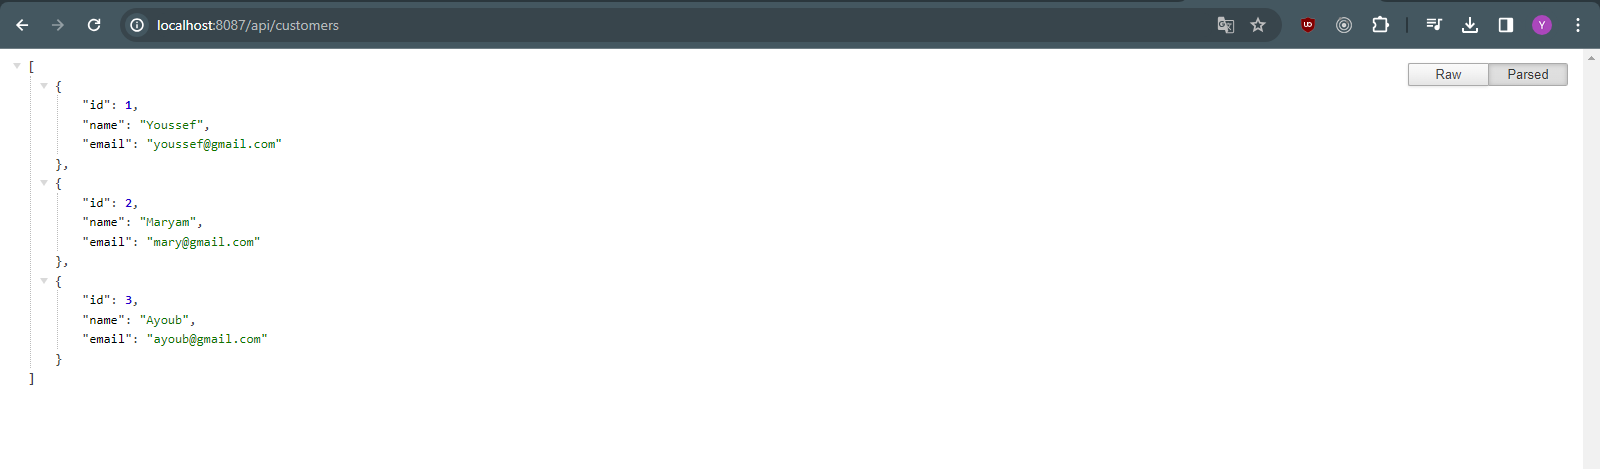 localhost:8087/api/customers
Y
Raw Parsed
[
{
"id": 1,
"name": "Youssef",
"email": "youssef@gmail.com"
},
{
"id": 2,
"name": "Maryam",
"email": "mary@gmail.com"
},
{
"id": 3,
"name": "Ayoub",
"email": "ayoub@gmail.com"
}
]